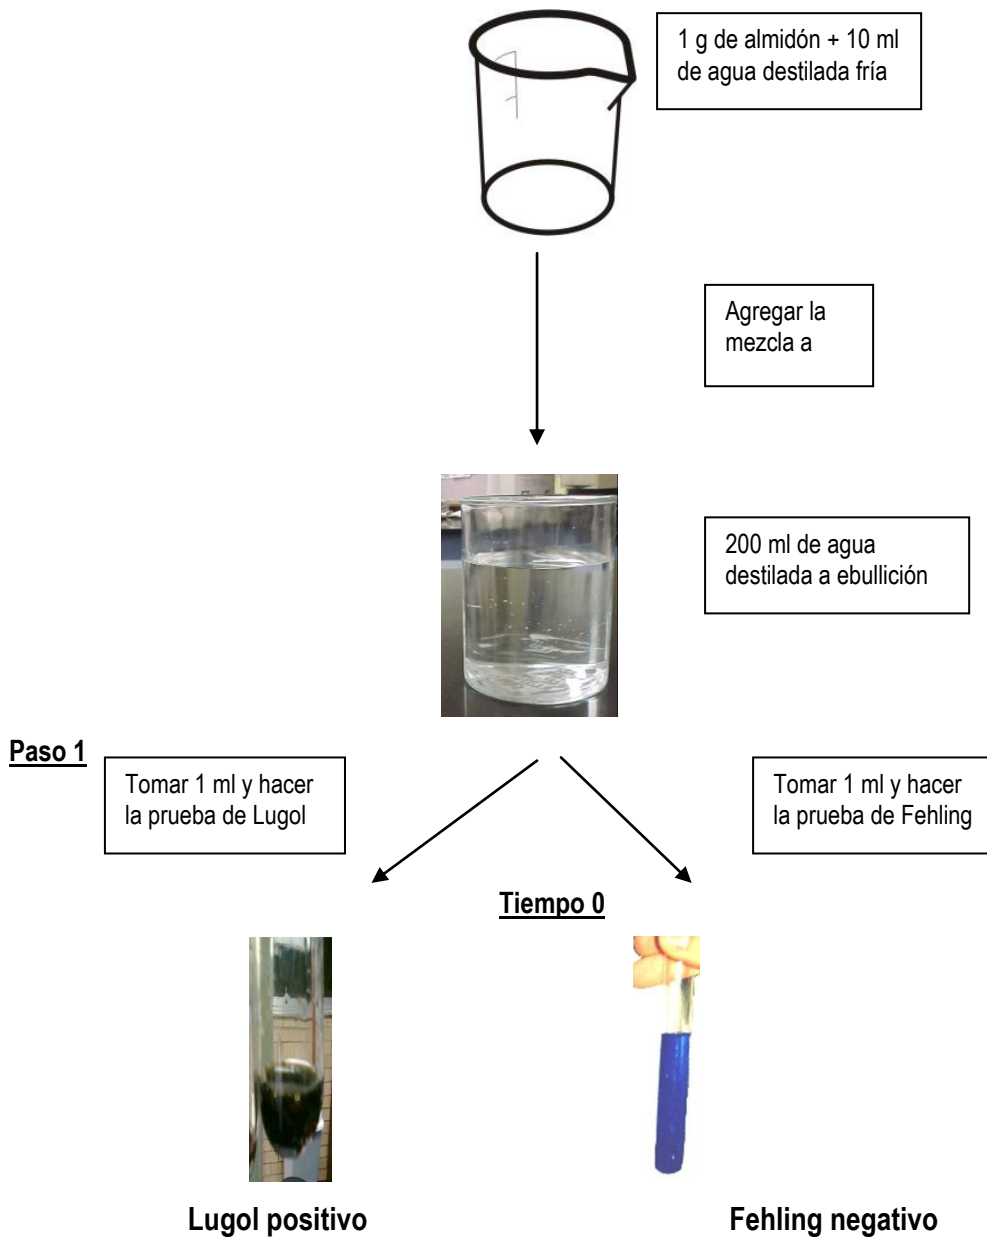 1 g de almidón + 10 ml
de agua destilada fría
Agregar la
mezcla a
200 ml de agua
destilada a ebullición
Paso 1
Tomar 1 ml y hacer
la prueba de Lugol
Tomar 1 ml y hacer
la prueba de Fehling
Tiempo 0
Lugol positivo
Fehling negativo